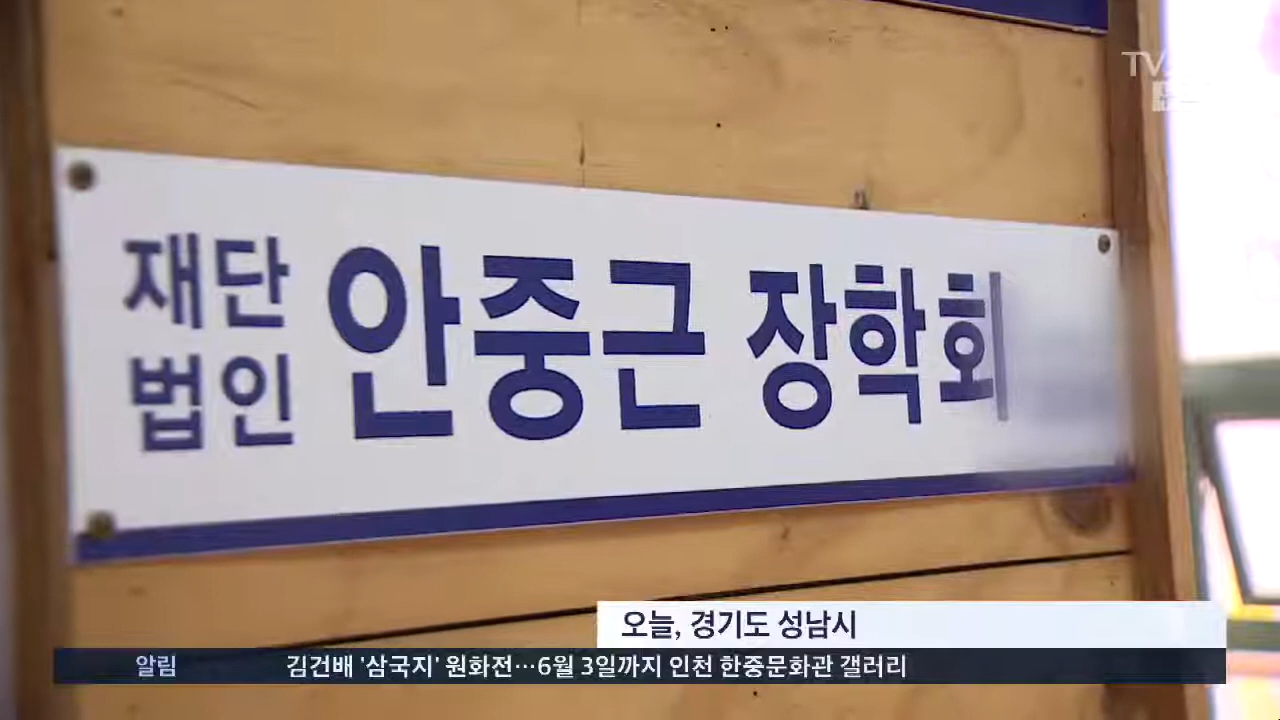 TV
재단
법인
안중근 장학회
오늘, 경기도 성남시
알림 김건배 '삼국지' 원화전…6월 3일까지 인천 한중문화관 갤러리